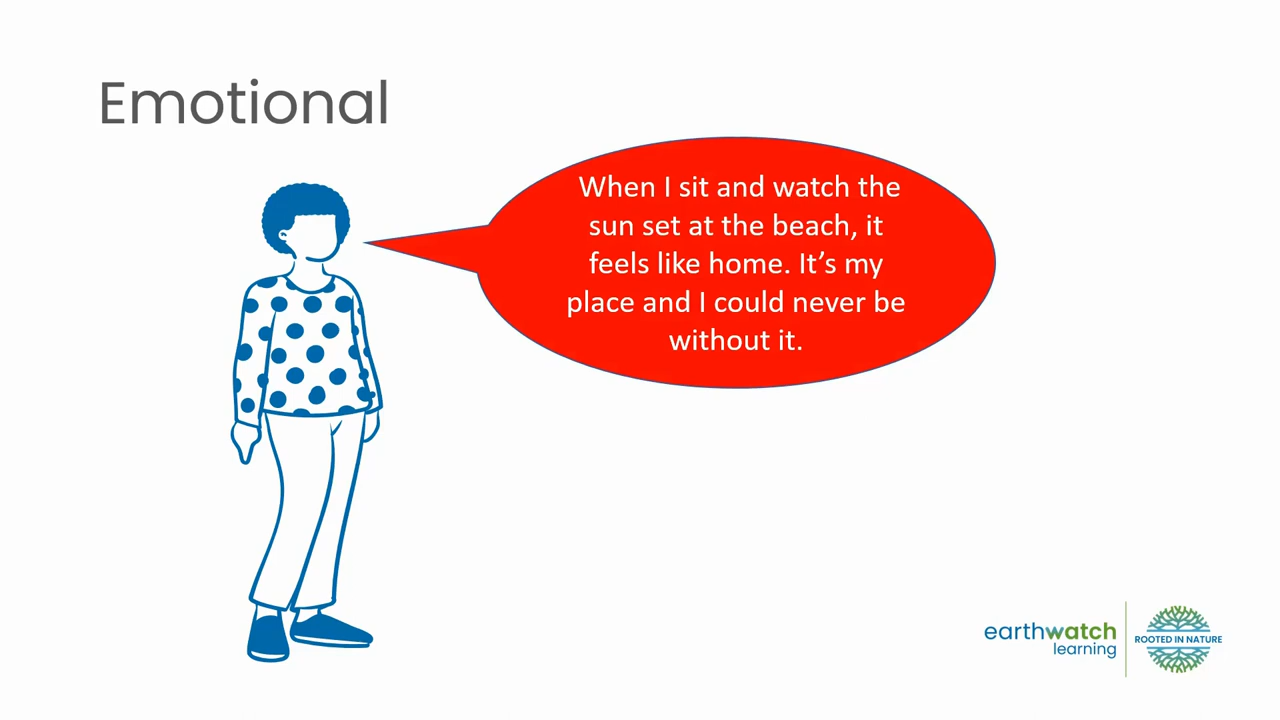 Emotional
When I sit and watch the
sun set at the beach, it
feels like home. It’s my
place and I could never be
without it.
earthwatch
learning
ROOTED IN NATURE